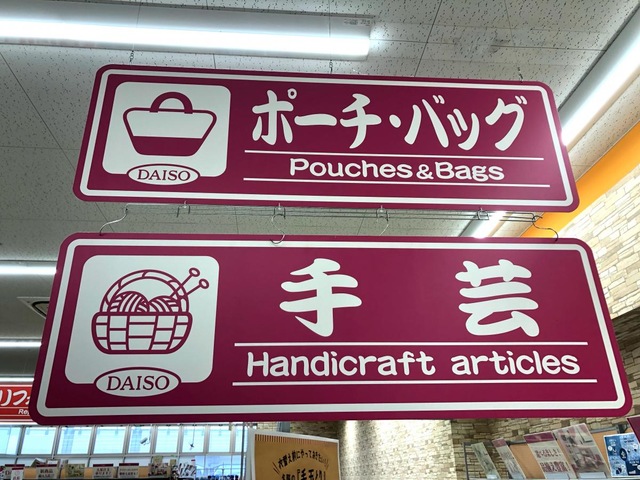 ポーチ・バッグ
Pouches & Bags
DAISO
手芸
Handicraft articles
DAISO